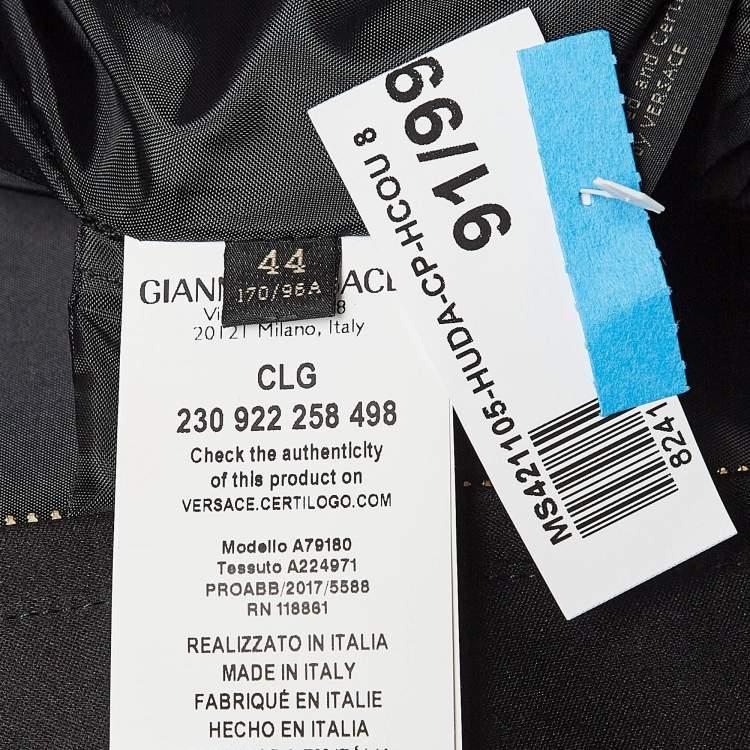 44
170/96A
20121 Milano, Italy
CLG
230 922 258 498
Check the authenticity
of this product on
VERSACE.CERTILOGO.COM
Modello A79180
Tessuto A224971
PROABB/2017/5588
RN 118861
REALIZZATO IN ITALIA
MADE IN ITALY
FABRIQUÉ EN ITALIE
HECHO EN ITALIA
91/99
MS421105-HUDA-CP-HCOU 8
8241
and Certi
VERSACE